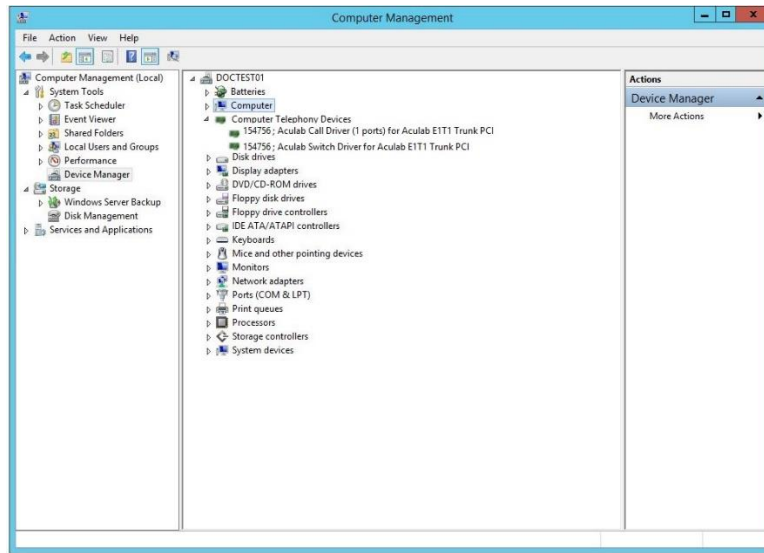 Computer Management
File Action View Help
Computer Management (Local)
System Tools
Task Scheduler
Event Viewer
Shared Folders
Local Users and Groups
Performance
Device Manager
Storage
Windows Server Backup
Disk Management
Services and Applications
DOCTEST01
Batteries
Computer
Computer Telephony Devices
154756 ; Aculab Call Driver (1 ports) for Aculab E1T1 Trunk PCI
154756 ; Aculab Switch Driver for Aculab E1T1 Trunk PCI
Disk drives
Display adapters
DVD/CD-ROM drives
Floppy disk drives
Floppy drive controllers
IDE ATA/ATAPI controllers
Keyboards
Mice and other pointing devices
Monitors
Network adapters
Ports (COM & LPT)
Print queues
Processors
Storage controllers
System devices
Actions
Device Manager
More Actions